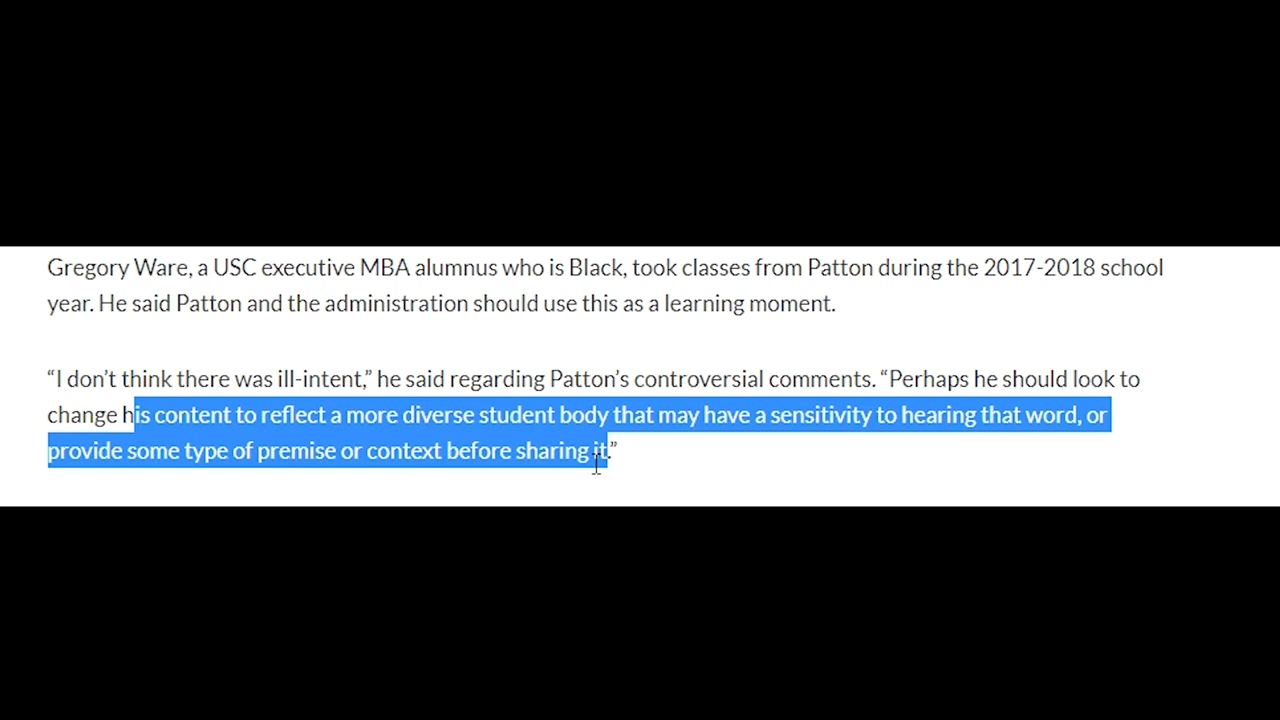 Gregory Ware, a USC executive MBA alumnus who is Black, took classes from Patton during the 2017-2018 school
year. He said Patton and the administration should use this as a learning moment.
“I don’t think there was ill-intent,” he said regarding Patton’s controversial comments. “Perhaps he should look to
change his content to reflect a more diverse student body that may have a sensitivity to hearing that word, or
provide some type of premise or context before sharing it.”